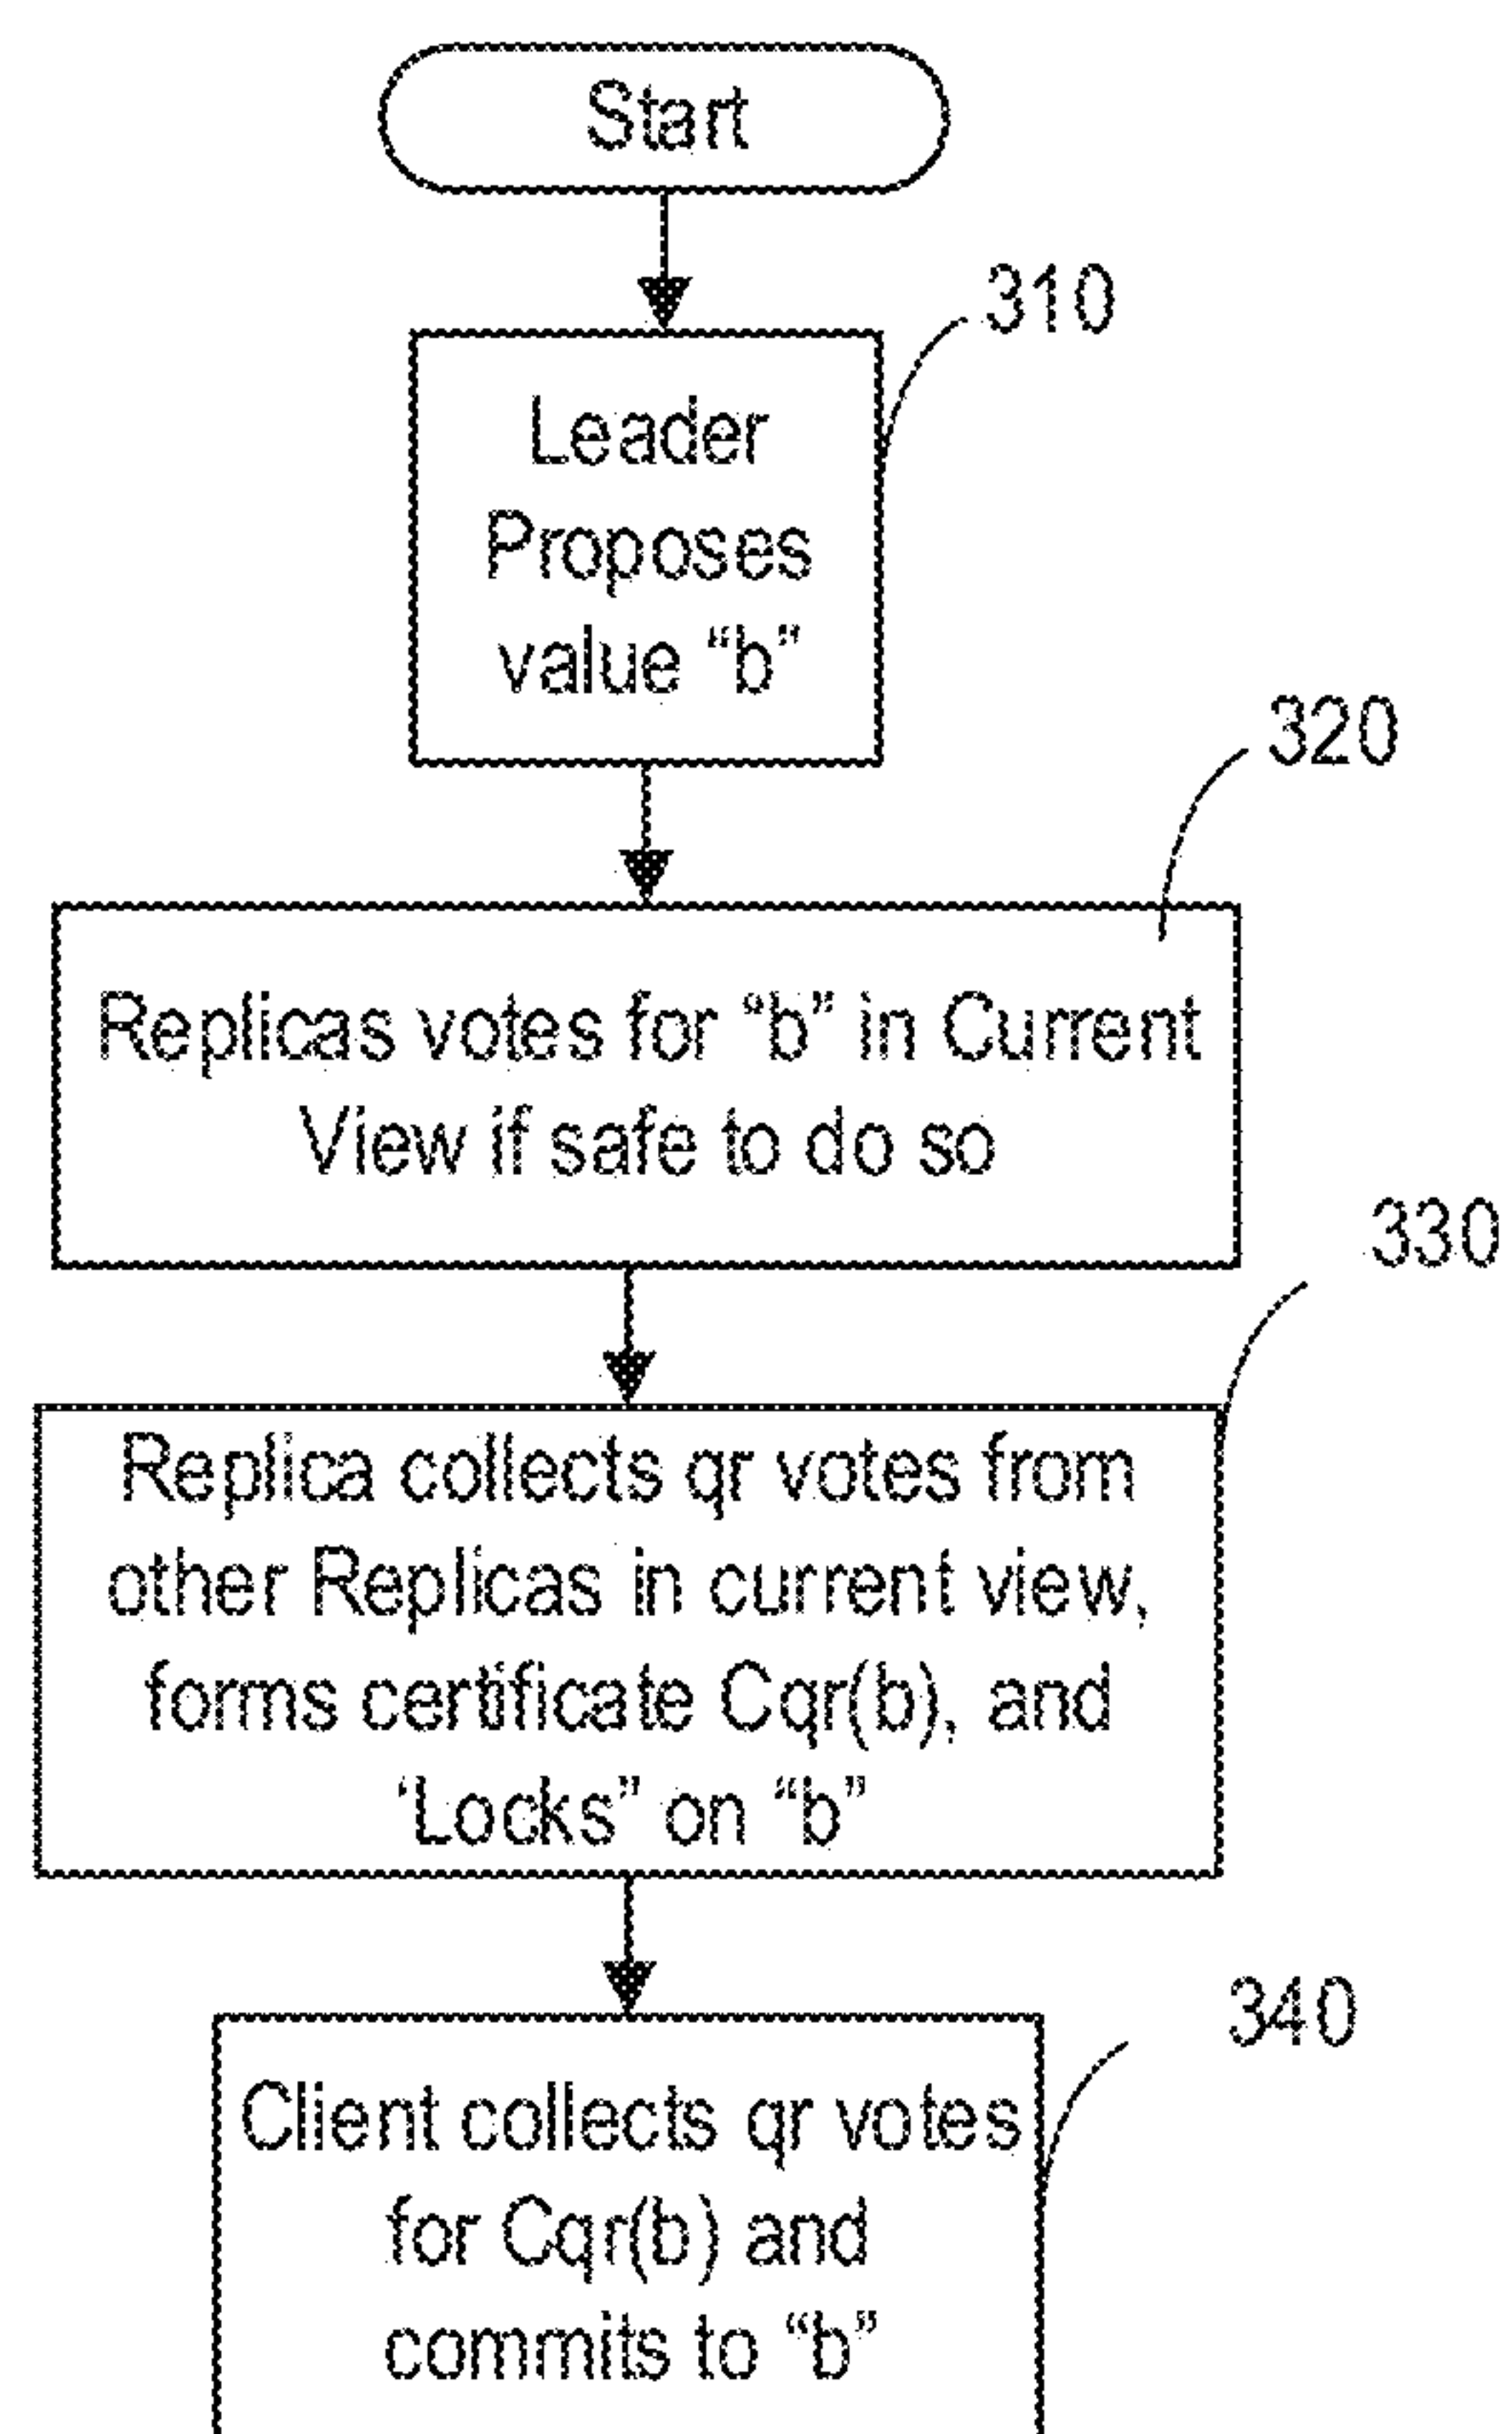 Start
310
Leader
Proposes
value “b”
320
Replicas votes for “b” in Current
View if safe to do so
330
Replica collects qr votes from
other Replicas in current view,
forms certificate Cqr(b), and
‘Locks” on “b”
340
Client collects qr votes
for Cqr(b) and
commits to “b”